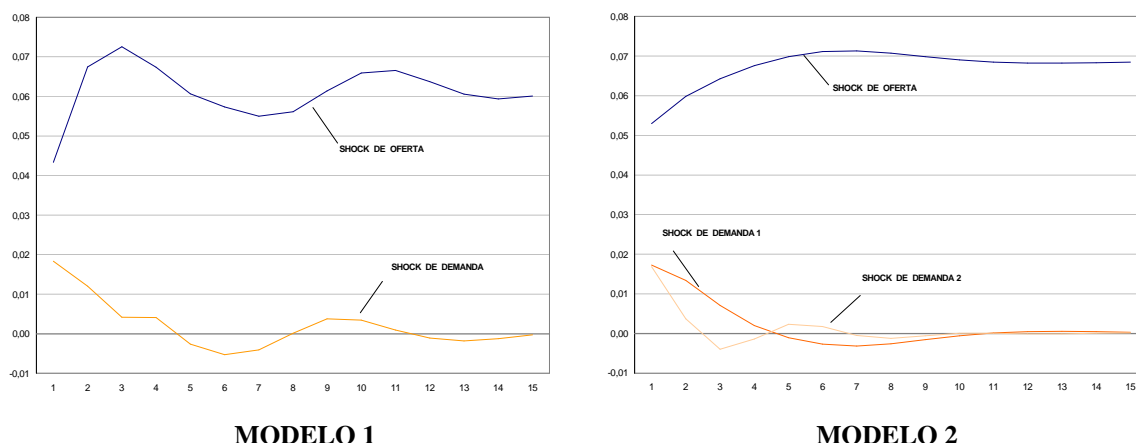 0,08
0,07
0,06
0,05
0,04
0,03
0,02
0,01
0,00
-0,01
SHOCK DE OFERTA
SHOCK DE DEMANDA
1 2 3 4 5 6 7 8 9 10 11 12 13 14 15
MODELO 1
0,08
0,07
0,06
0,05
0,04
0,03
0,02
0,01
0,00
-0,01
SHOCK DE OFERTA
SHOCK DE DEMANDA 1
SHOCK DE DEMANDA 2
1 2 3 4 5 6 7 8 9 10 11 12 13 14 15
MODELO 2